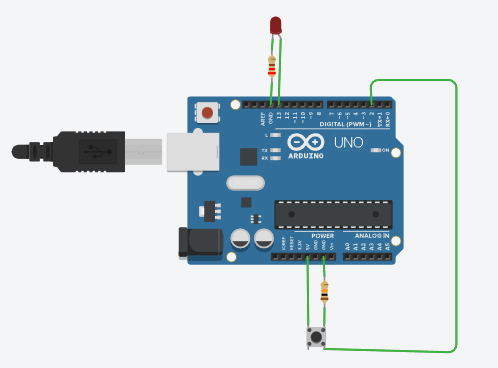 AREF
GND
13
12
~11
~10
~9
8
7
~6
~5
4
~3
2
TX→1
RX←0
DIGITAL (PWM~)
L
TX
RX
ARDUINO
UNO
ON
POWER
ANALOG IN
IOREF
RESET
3.3V
5V
GND
GND
Vin
A0
A1
A2
A3
A4
A5